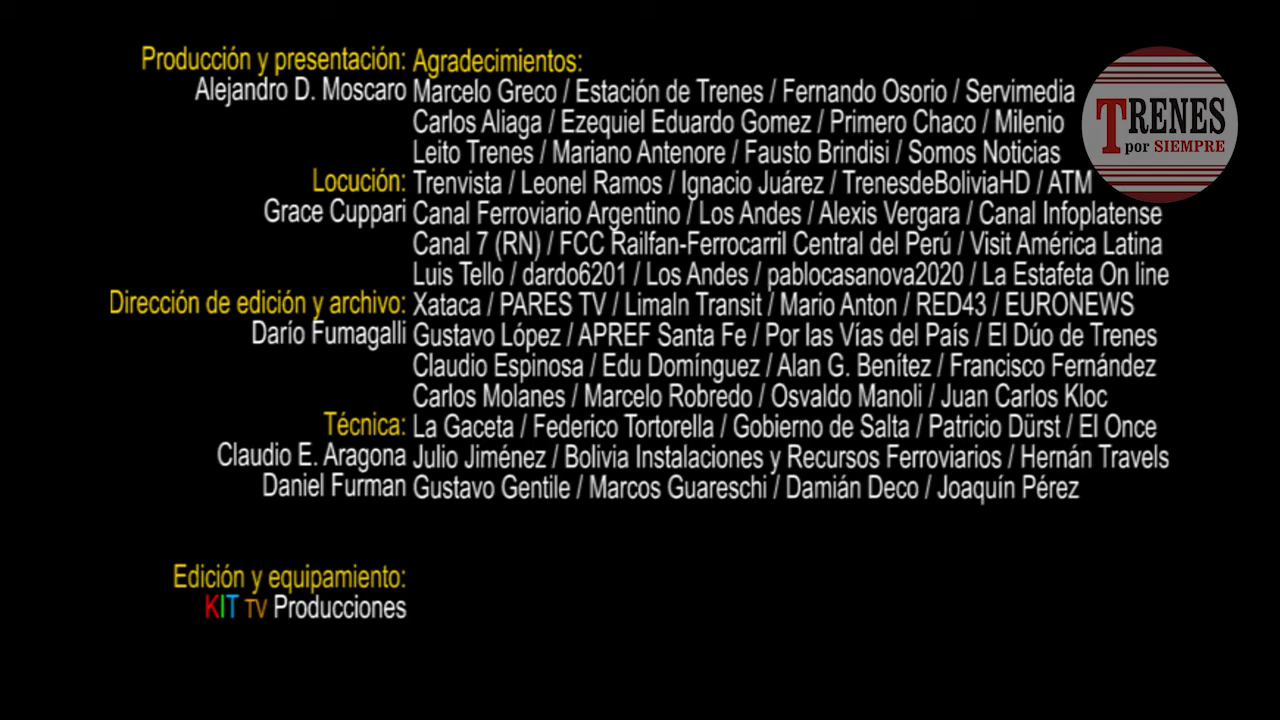 Producción y presentación:
Alejandro D. Moscaro
Locución:
Grace Cuppari
Dirección de edición y archivo:
Darío Fumagalli
Técnica:
Claudio E. Aragona
Daniel Furman
Edición y equipamiento:
KIT TV Producciones
Agradecimientos:
Marcelo Greco / Estación de Trenes / Fernando Osorio / Servimedia
Carlos Aliaga / Ezequiel Eduardo Gomez / Primero Chaco / Milenio
Leito Trenes / Mariano Antenore / Fausto Brindisi / Somos Noticias
Trenvista / Leonel Ramos / Ignacio Juárez / TrenesdeBoliviaHD / ATM
Canal Ferroviario Argentino / Los Andes / Alexis Vergara / Canal Infoplatense
Canal 7 (RN) / FCC Railfan-Ferrocarril Central del Perú / Visit América Latina
Luis Tello / dardo6201 / Los Andes / pablocasanova2020 / La Estafeta On line
Xataca / PARES TV / LimaIn Transit / Mario Anton / RED43 / EURONEWS
Gustavo López / APREF Santa Fe / Por las Vías del País / El Dúo de Trenes
Claudio Espinosa / Edu Domínguez / Alan G. Benítez / Francisco Fernández
Carlos Molanes / Marcelo Robredo / Osvaldo Manoli / Juan Carlos Kloc
La Gaceta / Federico Tortorella / Gobierno de Salta / Patricio Dürst / El Once
Julio Jiménez / Bolivia Instalaciones y Recursos Ferroviarios / Hernán Travels
Gustavo Gentile / Marcos Guareschi / Damián Deco / Joaquín Pérez
TRENES
por SIEMPRE